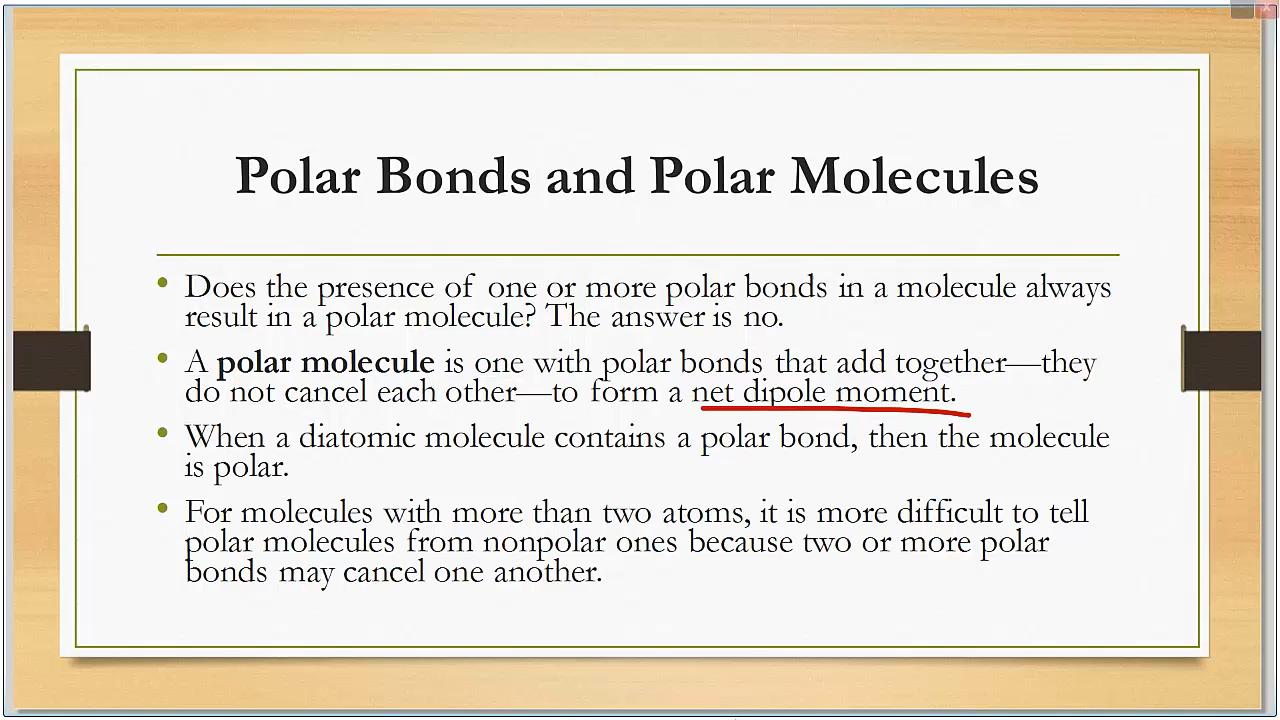 Polar Bonds and Polar Molecules
• Does the presence of one or more polar bonds in a molecule always
result in a polar molecule? The answer is no.
• A polar molecule is one with polar bonds that add together—they
do not cancel each other—to form a net dipole moment.
• When a diatomic molecule contains a polar bond, then the molecule
is polar.
• For molecules with more than two atoms, it is more difficult to tell
polar molecules from nonpolar ones because two or more polar
bonds may cancel one another.